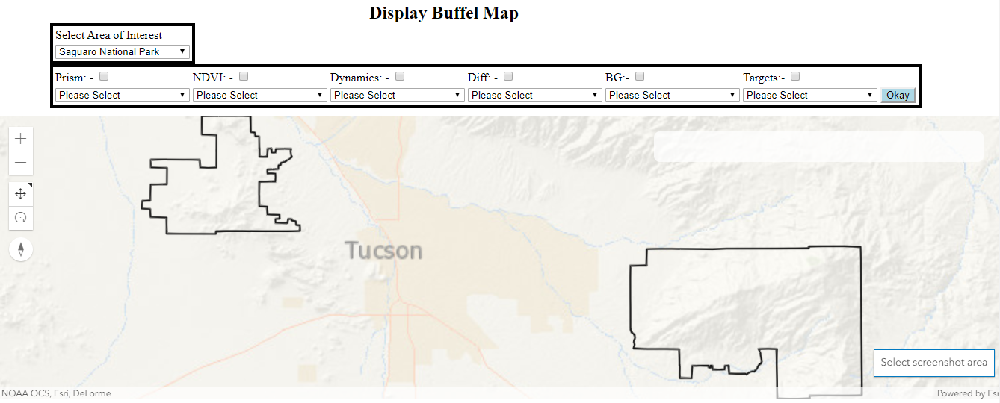 Display Buffel Map
Select Area of Interest
Saguaro National Park
Prism: - NDVI: - Dynamics: - Diff: - BG:- Targets:-
Please Select Please Select Please Select Please Select Please Select Please Select Okay
Tucson
Select screenshot area
NOAA OCS, Esri, DeLorme Powered by Esr